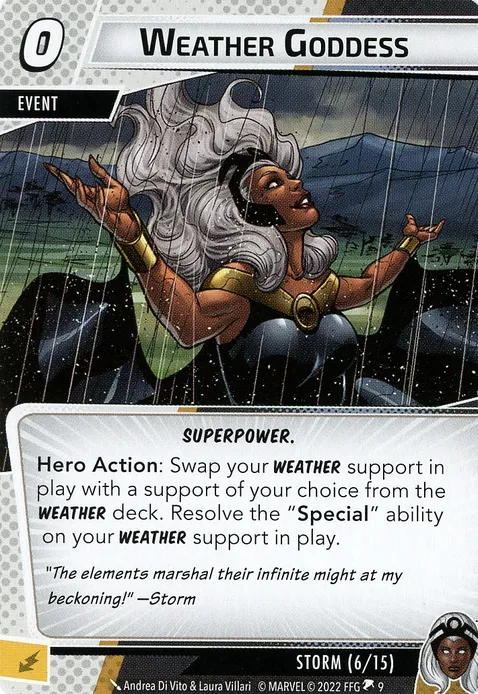 0
WEATHER GODDESS
EVENT
SUPERPOWER.
Hero Action: Swap your WEATHER support in
play with a support of your choice from the
WEATHER deck. Resolve the “Special” ability
on your WEATHER support in play.
"The elements marshal their infinite might at my
beckoning!" —Storm
STORM (6/15)
Andrea Di Vito & Laura Villari © MARVEL © 2022 FFG 9